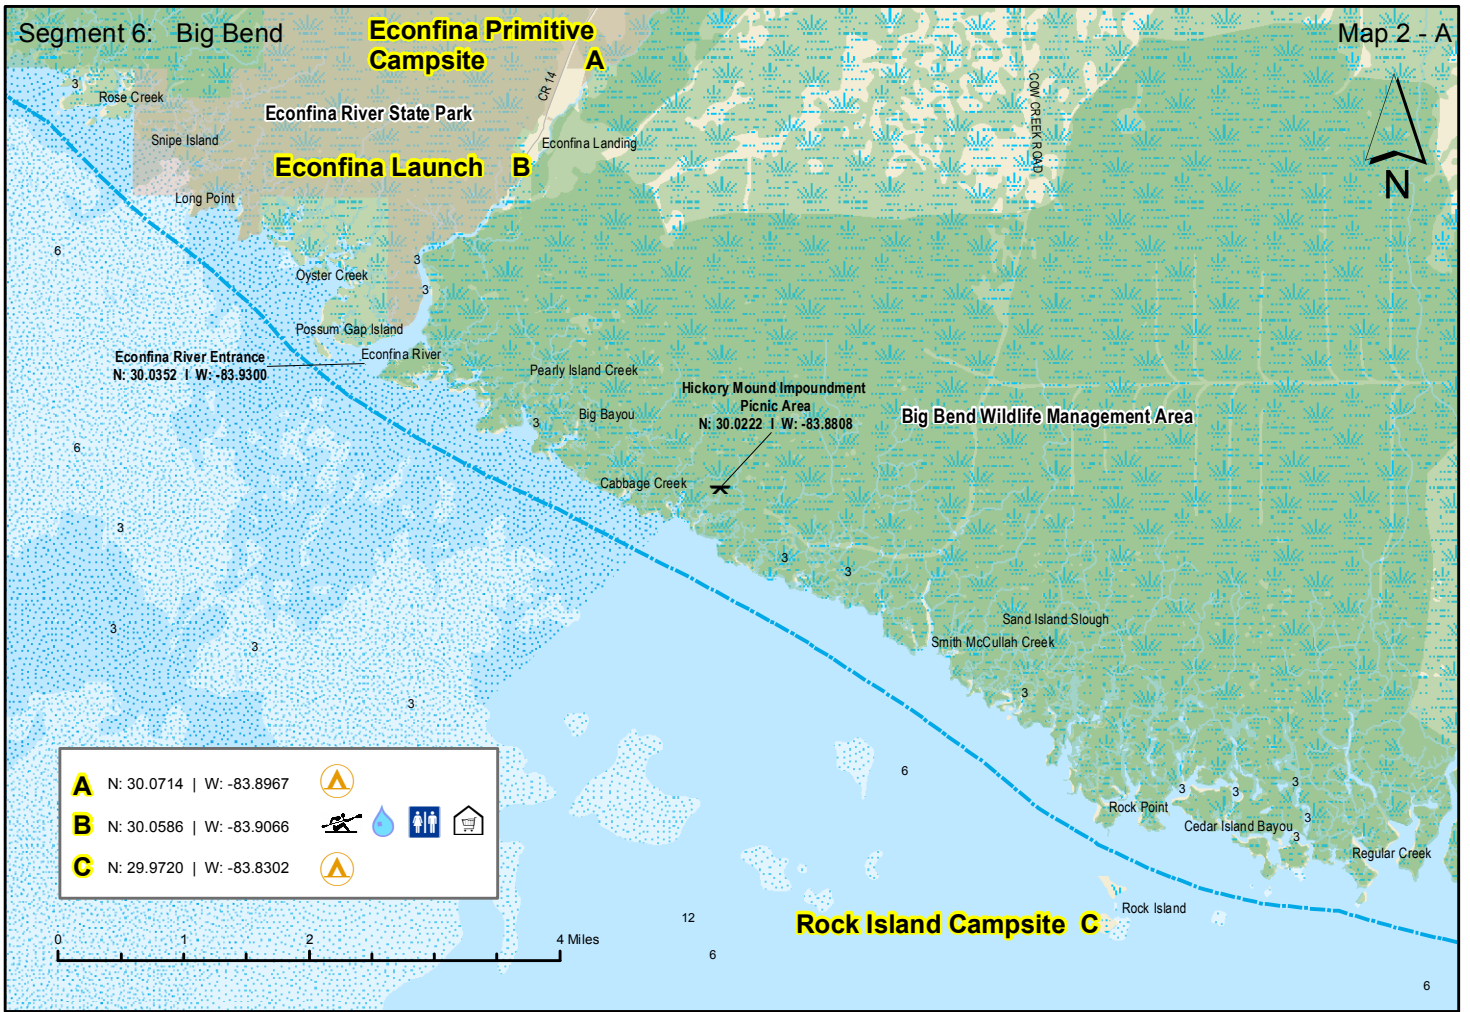 Segment 6: Big Bend
Econfina Primitive
Campsite A
Map 2 - A
CR 14
COW CREEK ROAD
3
Rose Creek
Econfina River State Park
Snipe Island
Econfina Landing
Econfina Launch B
N
Long Point
6
3
Oyster Creek
3
Possum Gap Island
Econfina River Entrance
N: 30.0352 I W: -83.9300
Econfina River
Pearly Island Creek
Hickory Mound Impoundment
Picnic Area
N: 30.0222 I W: -83.8808
Big Bend Wildlife Management Area
Big Bayou
3
6
Cabbage Creek
3
3
3
Sand Island Slough
3
Smith McCullah Creek
3
3
3
6
A N: 30.0714 | W: -83.8967
B N: 30.0586 | W: -83.9066
C N: 29.9720 | W: -83.8302
3
3
3
Rock Point
3
Cedar Island Bayou
3
Regular Creek
Rock Island
12
Rock Island Campsite C
0 1 2 4 Miles
6
6